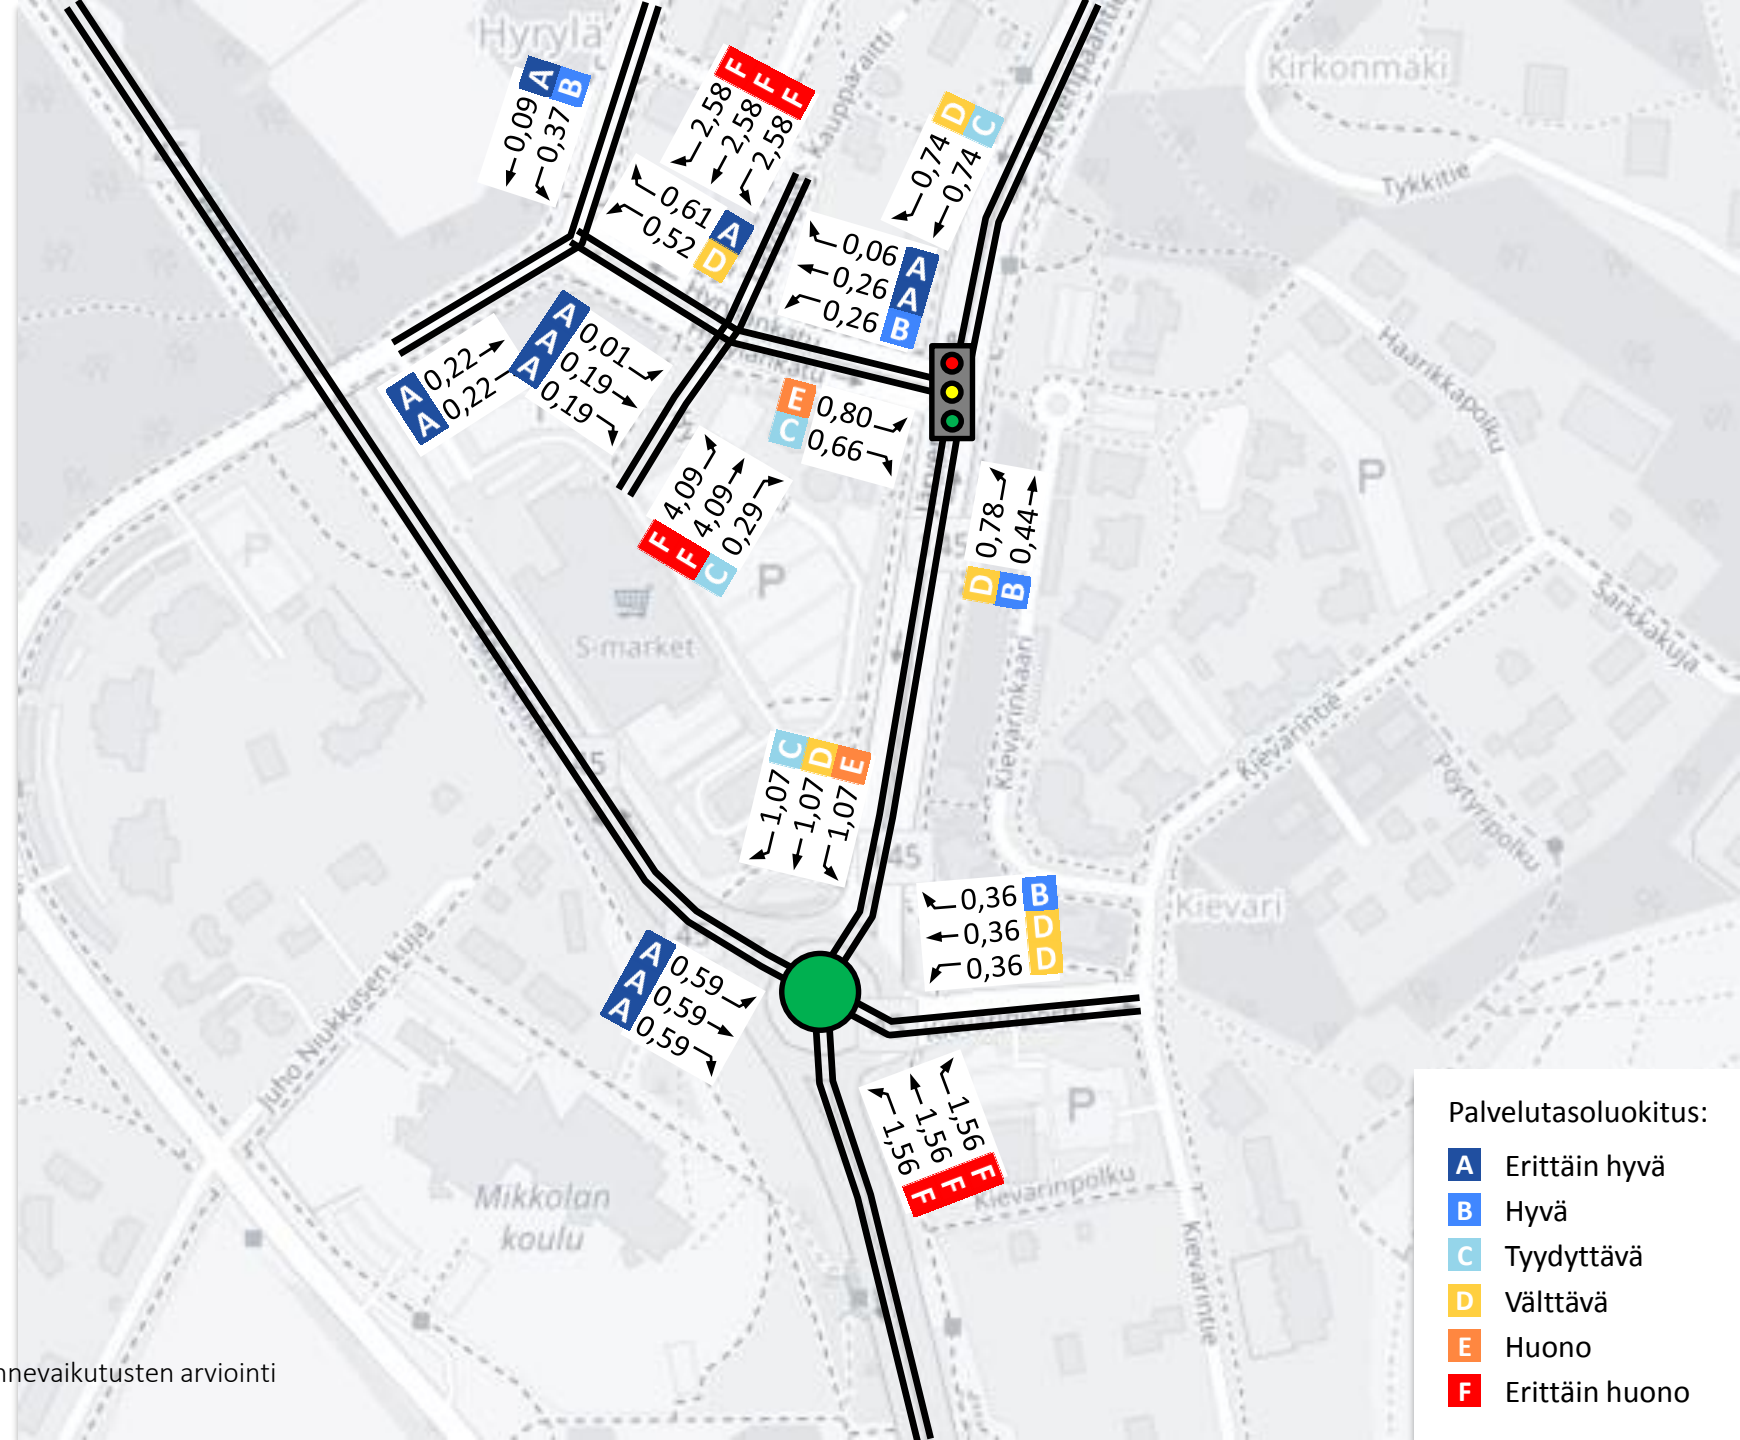 Hyrylä
Kauppraitti
Kirkonmäki
Tykkitie
Haarikkapolku
Särkkäkuja
A 0,09
B 0,37
F 2,58
F 2,58
F 2,58
D 0,74
C 0,74
0,61 A
0,52 D
0,06 A
0,26 A
0,26 B
A 0,22
A 0,22
A 0,01
A 0,19
A 0,19
E 0,80
C 0,66
F 4,09
F 4,09
C 0,29
D 0,78
B 0,44
P
P
P
S-market
45
Kievarinkaari
Kievarintie
Pöytyripolku
C 1,07
D 1,07
E 1,07
45
Kievari
0,36 B
0,36 D
0,36 D
A 0,59
A 0,59
A 0,59
Juho Niukkasen kuja
1,56 F
1,56 F
1,56 F
P
Kievarinpolku
Mikkolan
koulu
Kievarintie
nnevaikutusten arviointi
Palvelutasoluokitus:
A Erittäin hyvä
B Hyvä
C Tyydyttävä
D Välttävä
E Huono
F Erittäin huono